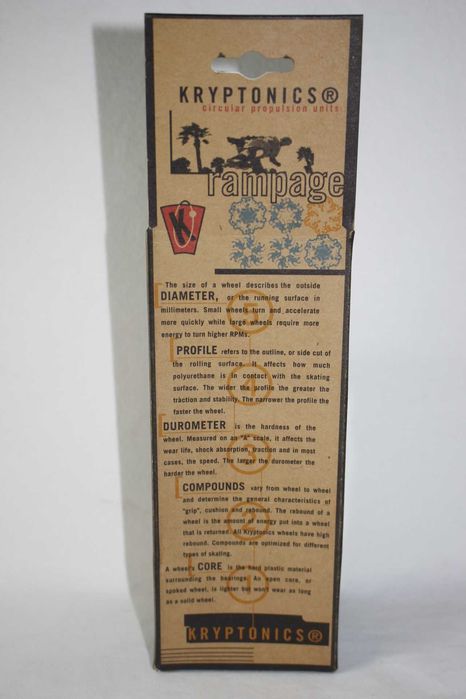 KRYPTONICS®
circular propulsion units
rampage
K
The size of a wheel describes the outside
DIAMETER, or the running surface in
millimeters. Small wheels turn and accelerate
more quickly while large wheels require more
energy to turn higher RPMs.
PROFILE refers to the outline, or side cut of
the rolling surface. It affects how much
polyurethane is in contact with the skating
surface. The wider the profile the greater the
traction and stability. The narrower the profile the
faster the wheel.
DUROMETER is the hardness of the
wheel. Measured on an "A" scale, it affects the
wear life, shock absorption, traction and in most
cases, the speed. The larger the durometer the
harder the wheel.
COMPOUNDS vary from wheel to wheel
and determine the general characteristics of
"grip", cushion and rebound. The rebound of a
wheel is the amount of energy put into a wheel
that is returned. All Kryptonics wheels have high
rebound. Compounds are optimized for different
types of skating.
A wheels CORE is the hard plastic material
surrounding the bearings. An open core, or
spoked wheel, is lighter but won't wear as long
as a solid wheel.
KRYPTONICS®